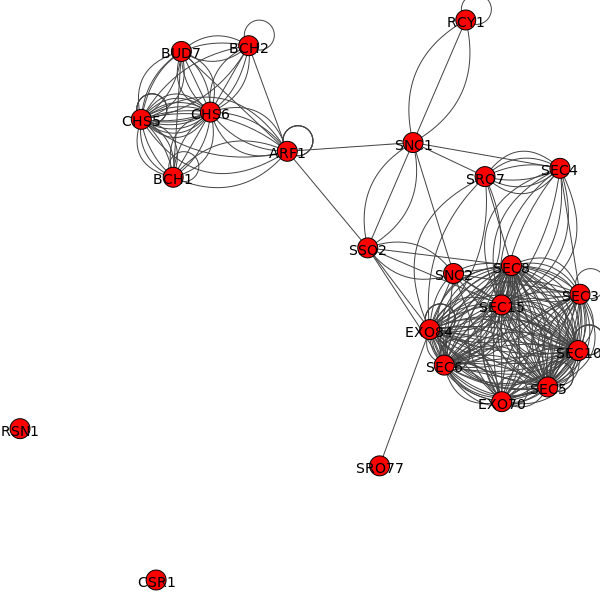 RCY1
BUD7
BCH2
CHS5
CHS6
ARF1
SNC1
BCH1
SRO7
SEC4
SSO2
SNC2
SEC8
SEC3
SEC15
EXO84
SEC10
SEC6
SEC5
EXO70
RSN1
SRO77
CSR1